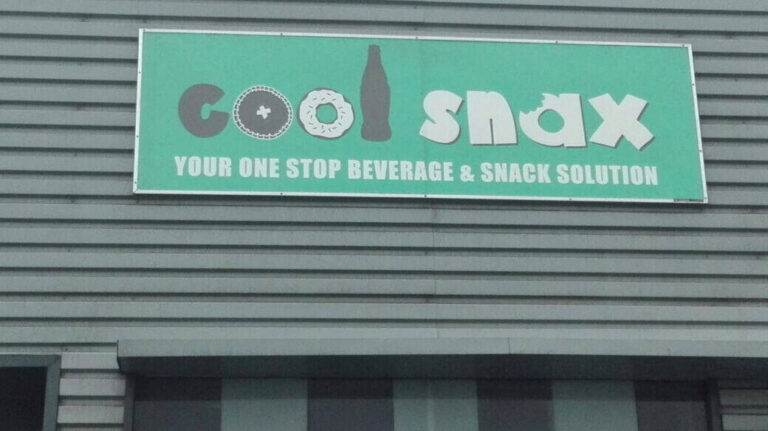 cool snax
YOUR ONE STOP BEVERAGE & SNACK SOLUTION